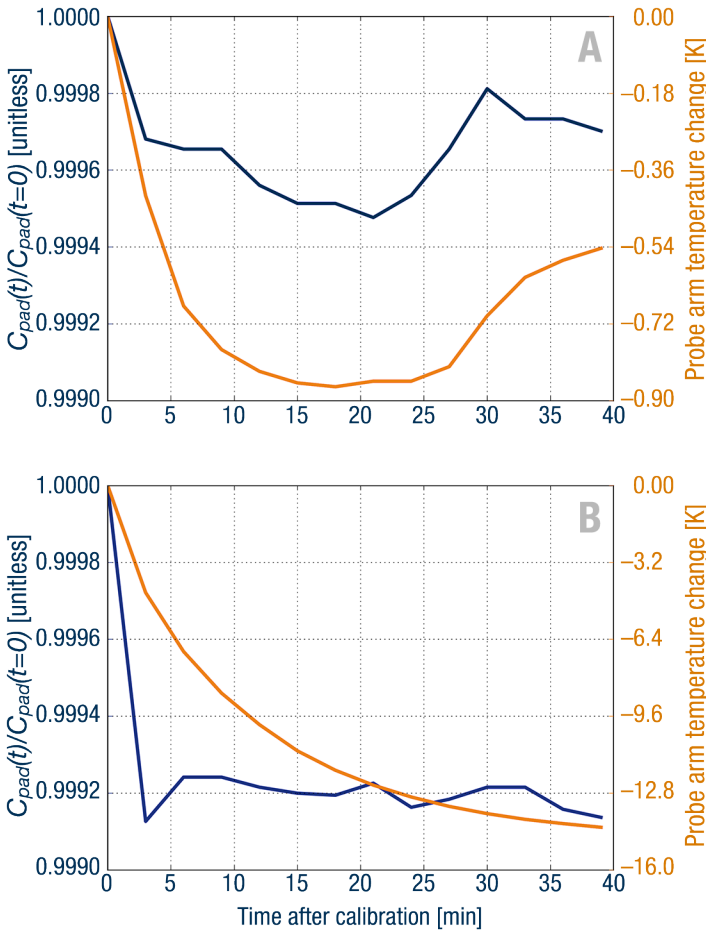 A
C_pad(t)/C_pad(t=0) [unitless]
1.0000
0.9998
0.9996
0.9994
0.9992
0.9990
0.00
–0.18
–0.36
–0.54
–0.72
–0.90
Probe arm temperature change [K]
0 5 10 15 20 25 30 35 40
B
C_pad(t)/C_pad(t=0) [unitless]
1.0000
0.9998
0.9996
0.9994
0.9992
0.9990
0.00
–3.2
–6.4
–9.6
–12.8
–16.0
Probe arm temperature change [K]
0 5 10 15 20 25 30 35 40
Time after calibration [min]